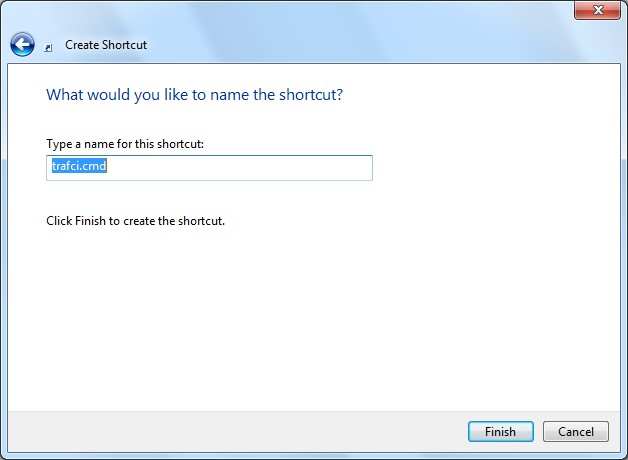 Create Shortcut
What would you like to name the shortcut?
Type a name for this shortcut:
trafci.cmd
Click Finish to create the shortcut.
Finish
Cancel